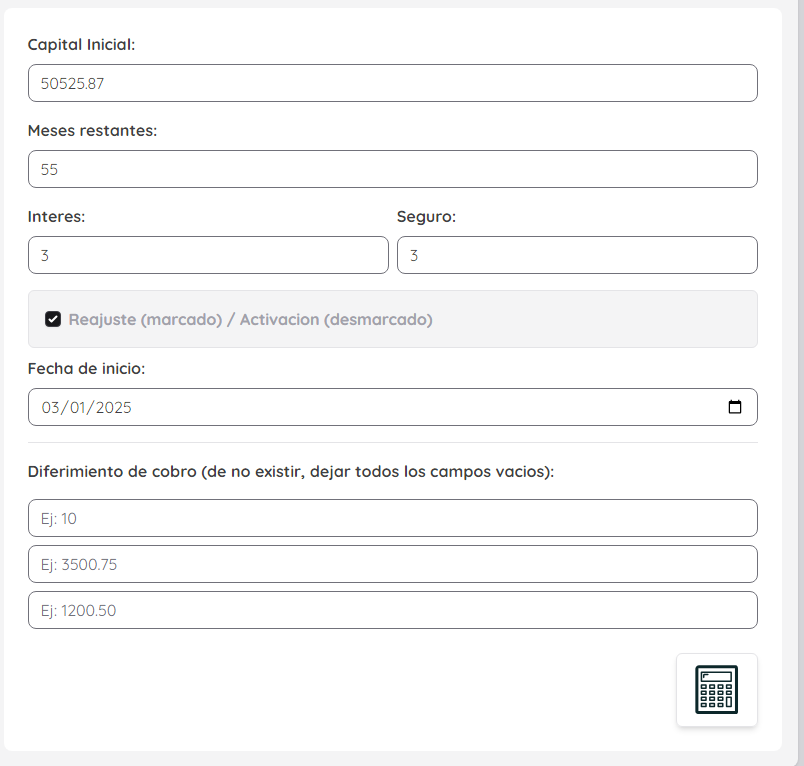 Capital Inicial:
50525.87
Meses restantes:
55
Interes: Seguro:
3 3
Reajuste (marcado) / Activacion (desmarcado)
Fecha de inicio:
03/01/2025
Diferimiento de cobro (de no existir, dejar todos los campos vacios):
Ej: 10
Ej: 3500.75
Ej: 1200.50